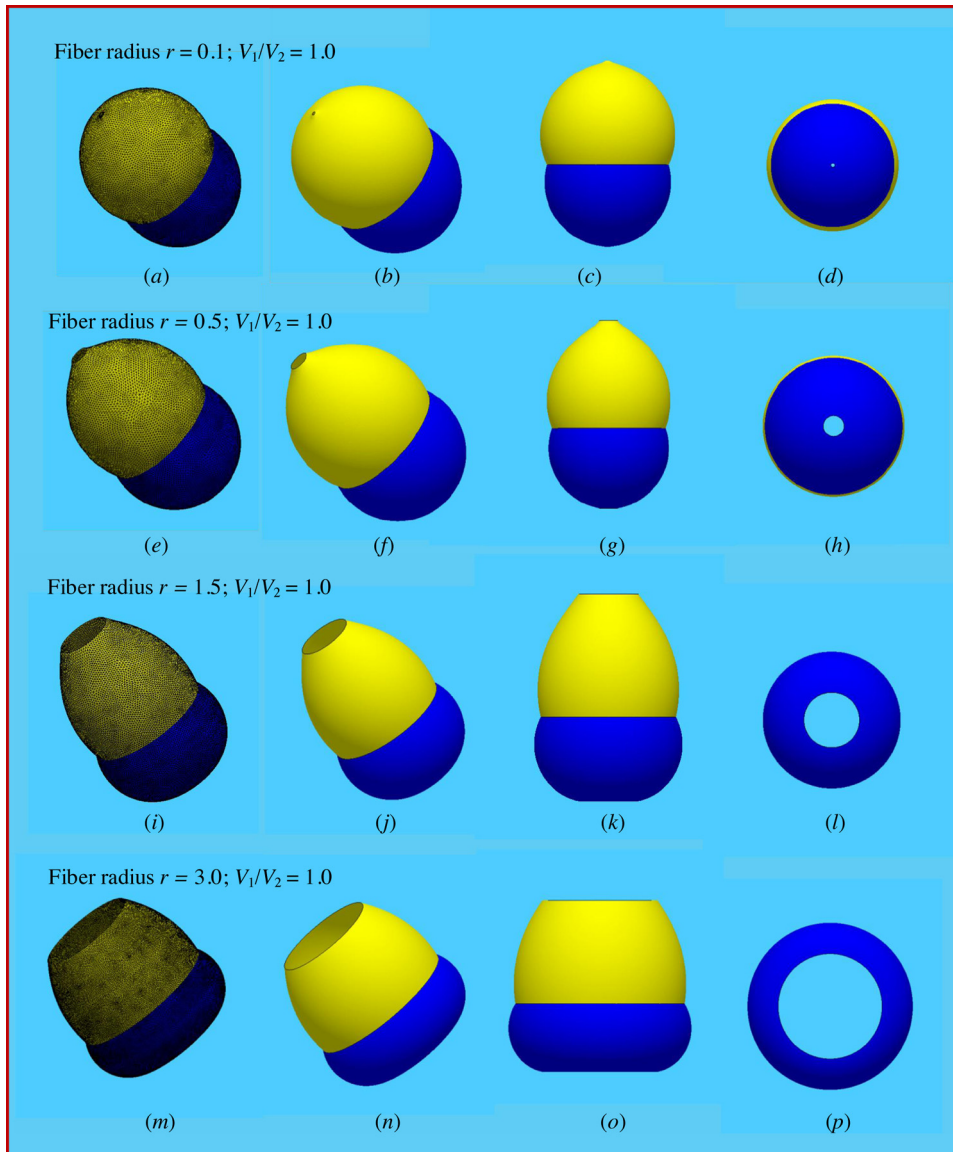 Fiber radius r = 0.1; V₁/V₂ = 1.0
(a) (b) (c) (d)
Fiber radius r = 0.5; V₁/V₂ = 1.0
(e) (f) (g) (h)
Fiber radius r = 1.5; V₁/V₂ = 1.0
(i) (j) (k) (l)
Fiber radius r = 3.0; V₁/V₂ = 1.0
(m) (n) (o) (p)